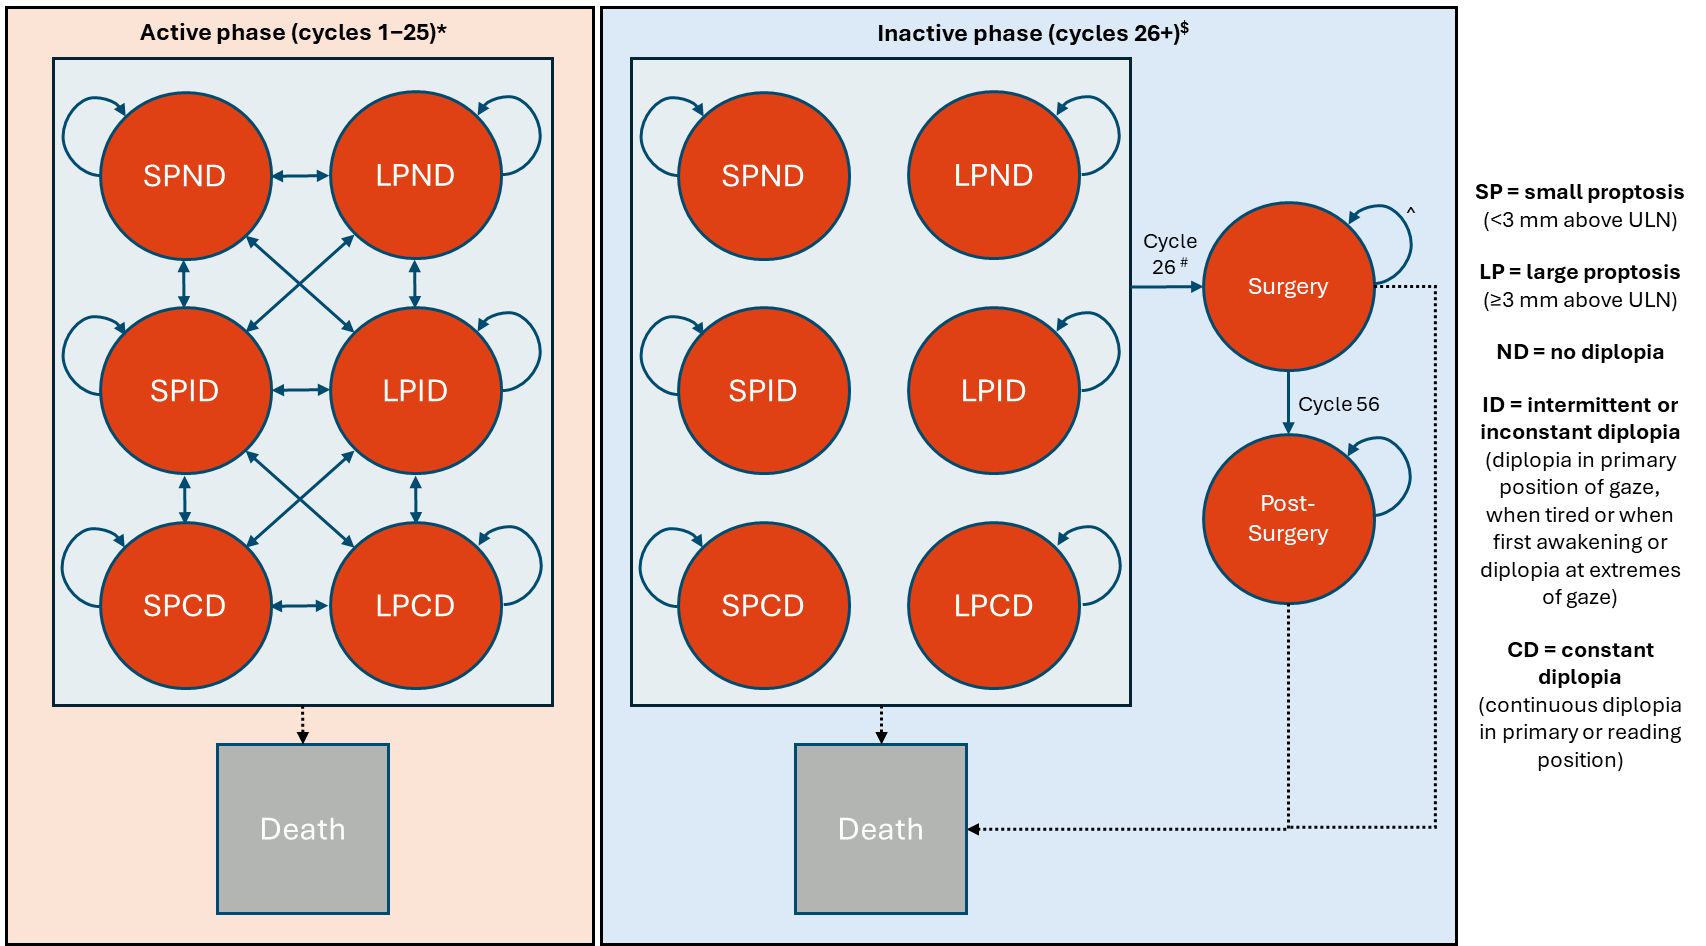 Active phase (cycles 1–25)*
SPND
LPND
SPID
LPID
SPCD
LPCD
Death
Inactive phase (cycles 26+)$
SPND
LPND
SPID
LPID
SPCD
LPCD
Death
Cycle
26 #
Surgery
^
Cycle 56
Post-
Surgery
SP = small proptosis
(<3 mm above ULN)
LP = large proptosis
(≥3 mm above ULN)
ND = no diplopia
ID = intermittent or
inconstant diplopia
(diplopia in primary
position of gaze,
when tired or when
first awakening or
diplopia at extremes
of gaze)
CD = constant
diplopia
(continuous diplopia
in primary or reading
position)